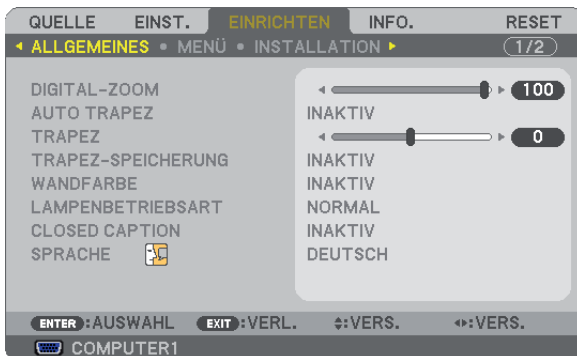 QUELLE EINST. EINRICHTEN INFO. RESET
ALLGEMEINES • MENÜ • INSTALLATION 1/2
DIGITAL-ZOOM 100
AUTO TRAPEZ INAKTIV
TRAPEZ 0
TRAPEZ-SPEICHERUNG INAKTIV
WANDFARBE INAKTIV
LAMPENBETRIEBSART NORMAL
CLOSED CAPTION INAKTIV
SPRACHE DEUTSCH
ENTER :AUSWAHL EXIT :VERL. :VERS. :VERS.
COMPUTER1